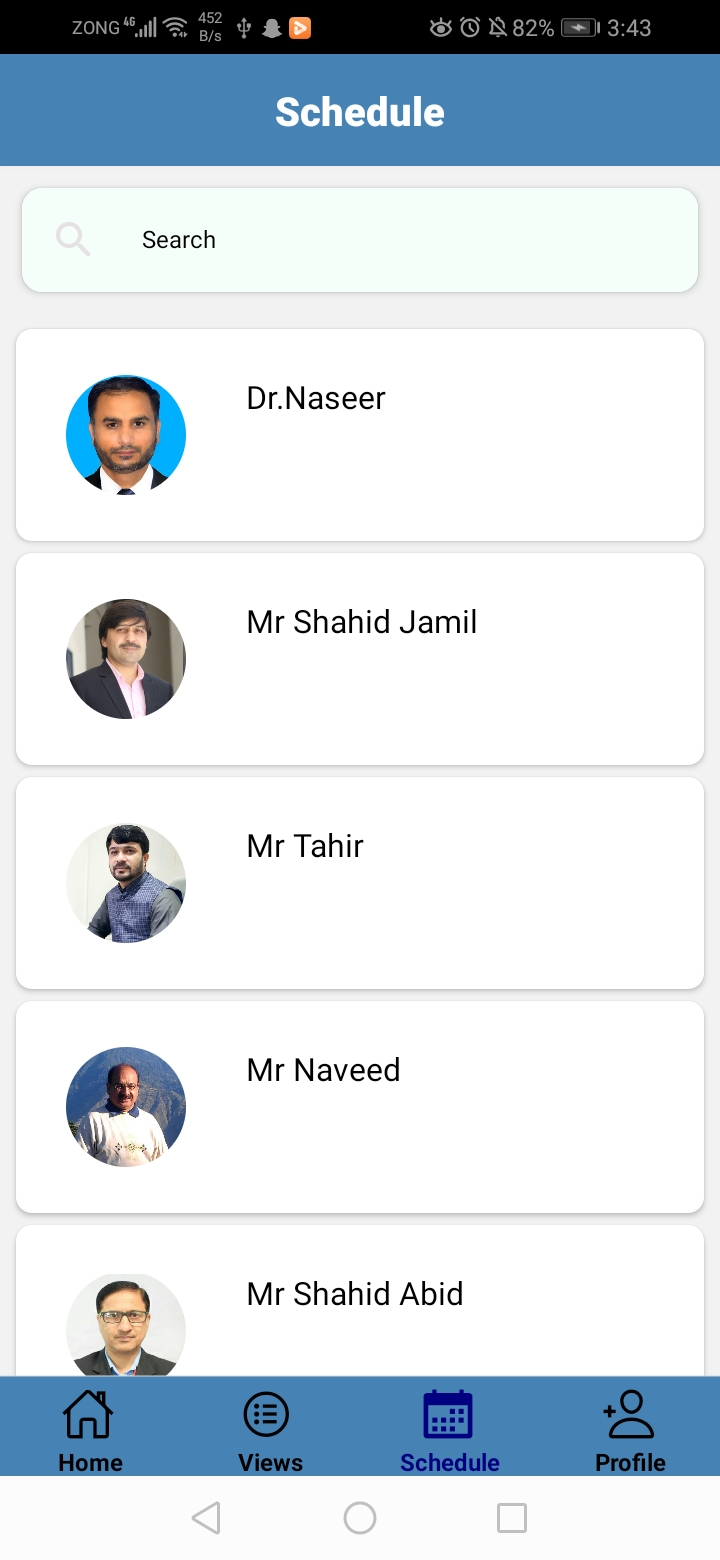 ZONG 4G 452 B/s 82% 3:43
Schedule
Search
Dr.Naseer
Mr Shahid Jamil
Mr Tahir
Mr Naveed
Mr Shahid Abid
Home Views Schedule Profile